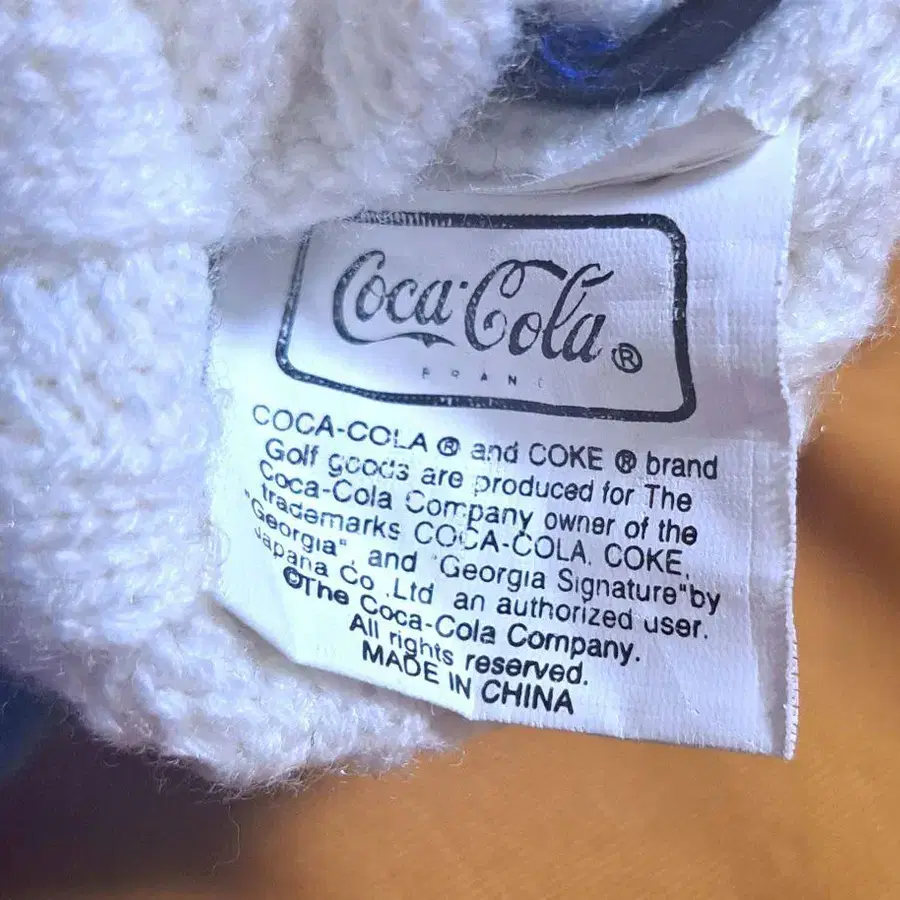 Coca-Cola ®
BRAND
COCA-COLA ® and COKE ® brand
Golf goods are produced for The
Coca-Cola Company owner of the
trademarks COCA-COLA. COKE,
"Georgia", and "Georgia Signature"by
Japana Co.,Ltd an authorized user.
©The Coca-Cola Company.
All rights reserved.
MADE IN CHINA